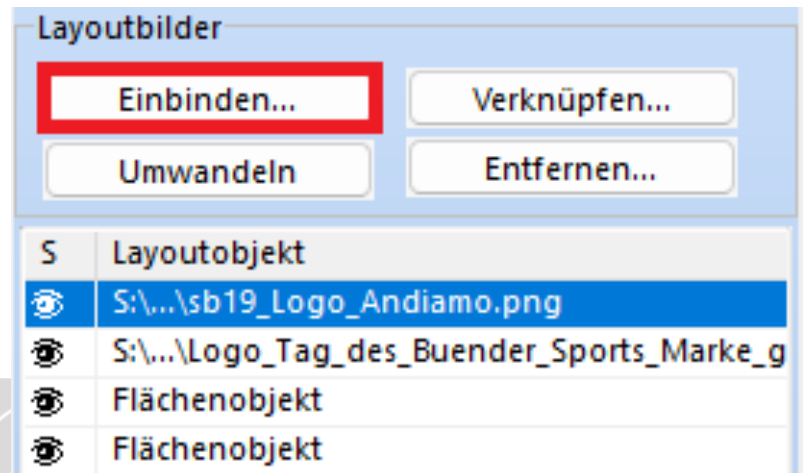 Layoutbilder
Einbinden... Verknüpfen...
Umwandeln Entfernen...
S Layoutobjekt
S:\...\sb19_Logo_Andiamo.png
S:\...\Logo_Tag_des_Buender_Sports_Marke_g
Flächenobjekt
Flächenobjekt